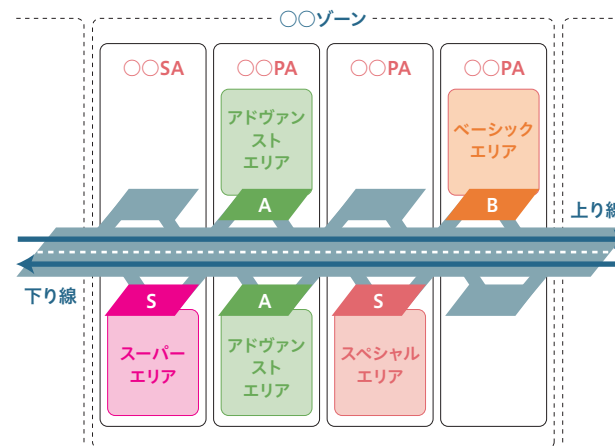 ○○ゾーン
○○SA
○○PA
○○PA
○○PA
アドヴァン
スト
エリア
ベーシック
エリア
A
B
上り線
下り線
S
A
S
スーパー
エリア
アドヴァン
スト
エリア
スペシャル
エリア